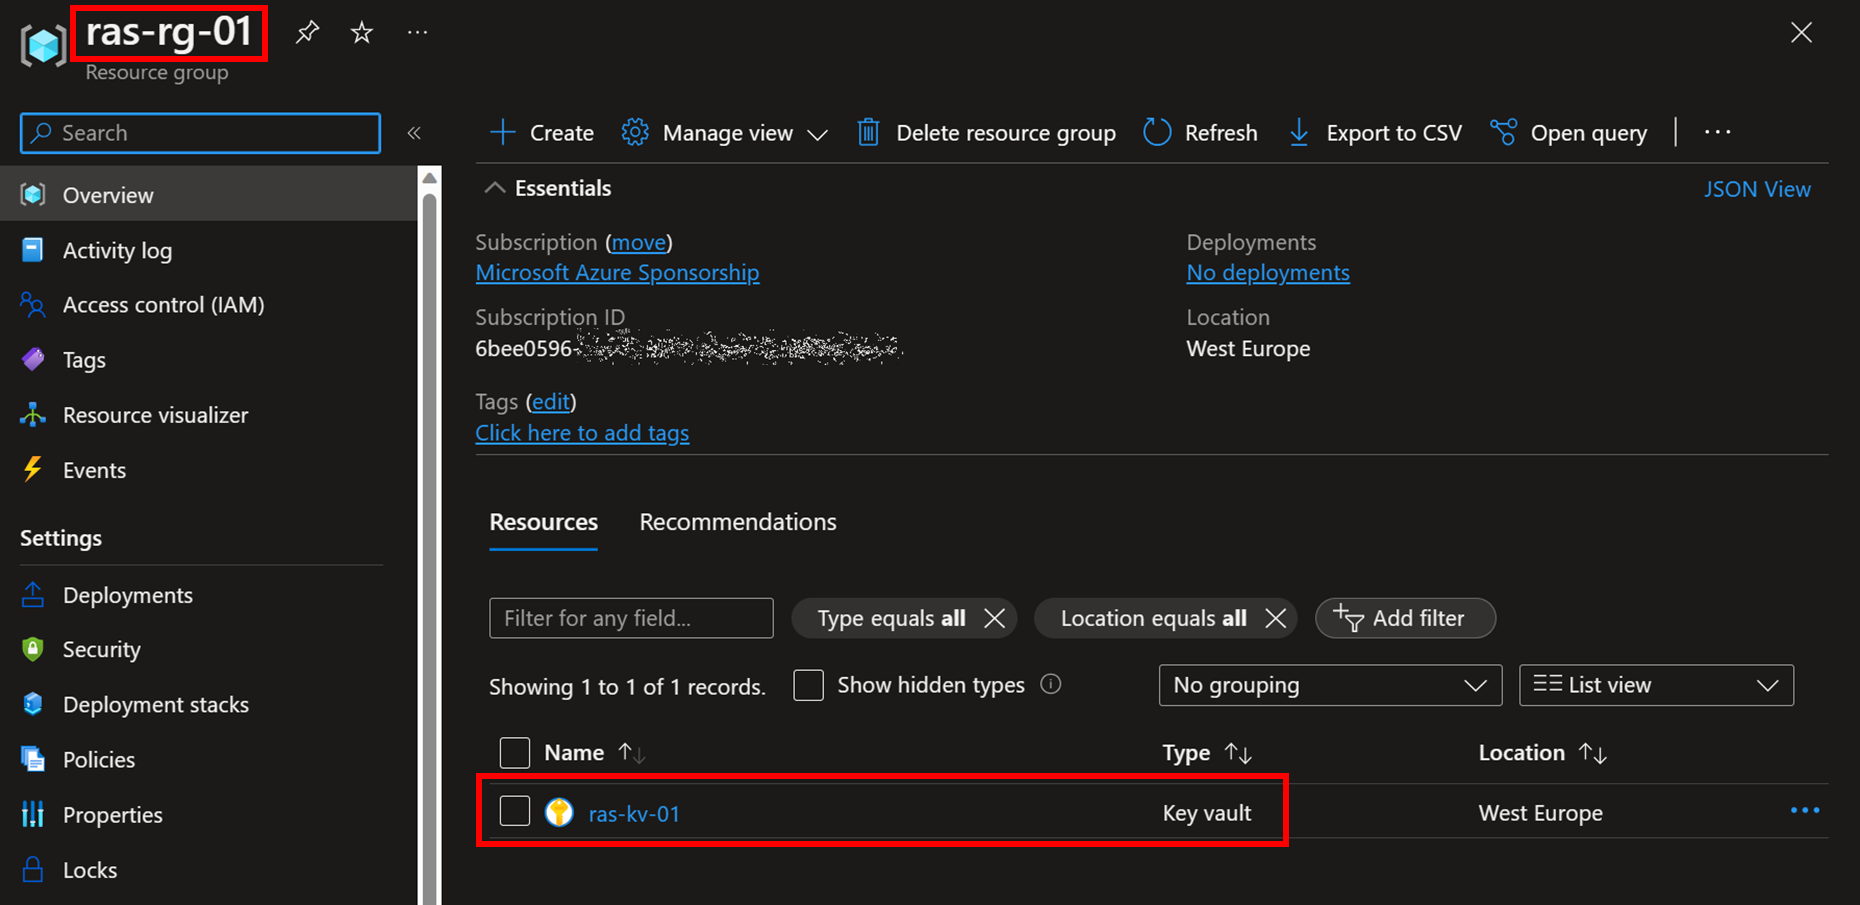 ras-rg-01
Resource group
Search
Create
Manage view
Delete resource group
Refresh
Export to CSV
Open query
Overview
Activity log
Access control (IAM)
Tags
Resource visualizer
Events
Settings
Deployments
Security
Deployment stacks
Policies
Properties
Locks
Essentials
JSON View
Subscription (move)
Microsoft Azure Sponsorship
Deployments
No deployments
Subscription ID
6bee0596-
Location
West Europe
Tags (edit)
Click here to add tags
Resources Recommendations
Filter for any field...
Type equals all
Location equals all
Add filter
Showing 1 to 1 of 1 records.
Show hidden types
No grouping
List view
Name Type Location
ras-kv-01 Key vault West Europe